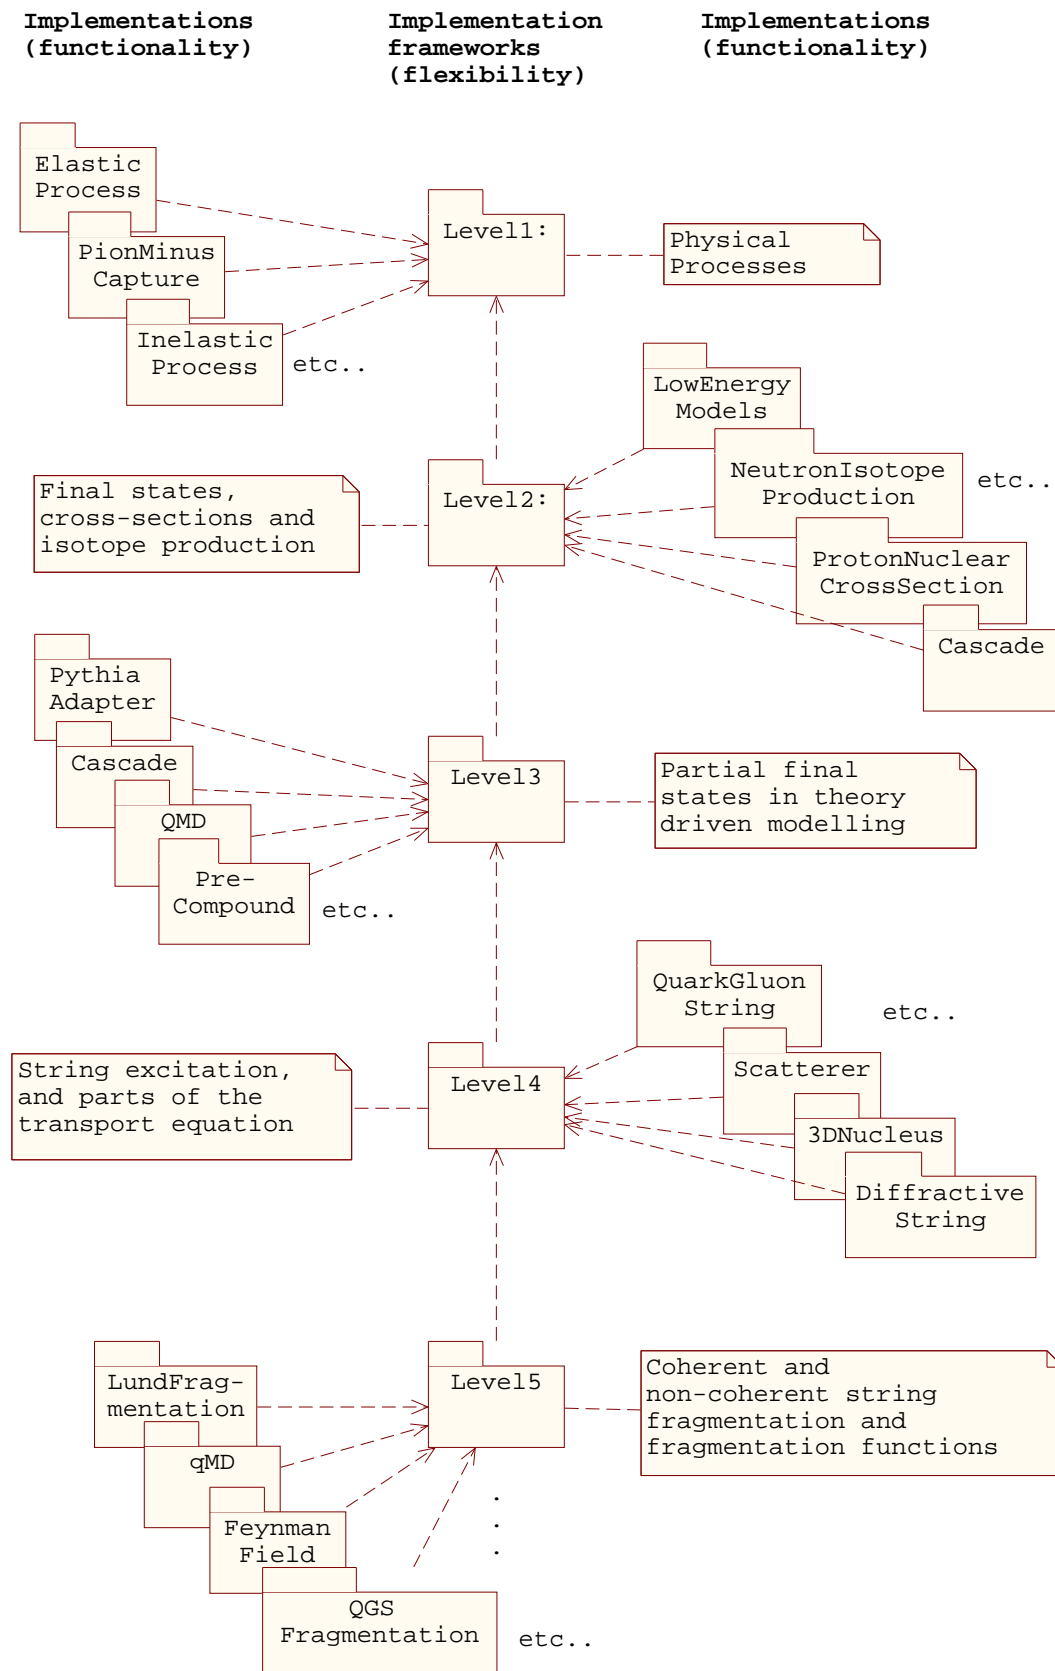 Implementations
(functionality)
Implementation
frameworks
(flexibility)
Implementations
(functionality)
Elastic
Process
PionMinus
Capture
Inelastic
Process
etc..
Level1:
Physical
Processes
LowEnergy
Models
NeutronIsotope
Production
etc..
ProtonNuclear
CrossSection
Cascade
Level2:
Final states,
cross-sections and
isotope production
Pythia
Adapter
Cascade
QMD
Pre-
Compound
etc..
Level3
Partial final
states in theory
driven modelling
QuarkGluon
String
etc..
Scatterer
3DNucleus
Diffractive
String
Level4
String excitation,
and parts of the
transport equation
LundFrag-
mentation
qMD
Feynman
Field
QGS
Fragmentation
etc..
Level5
.
.
.
Coherent and
non-coherent string
fragmentation and
fragmentation functions